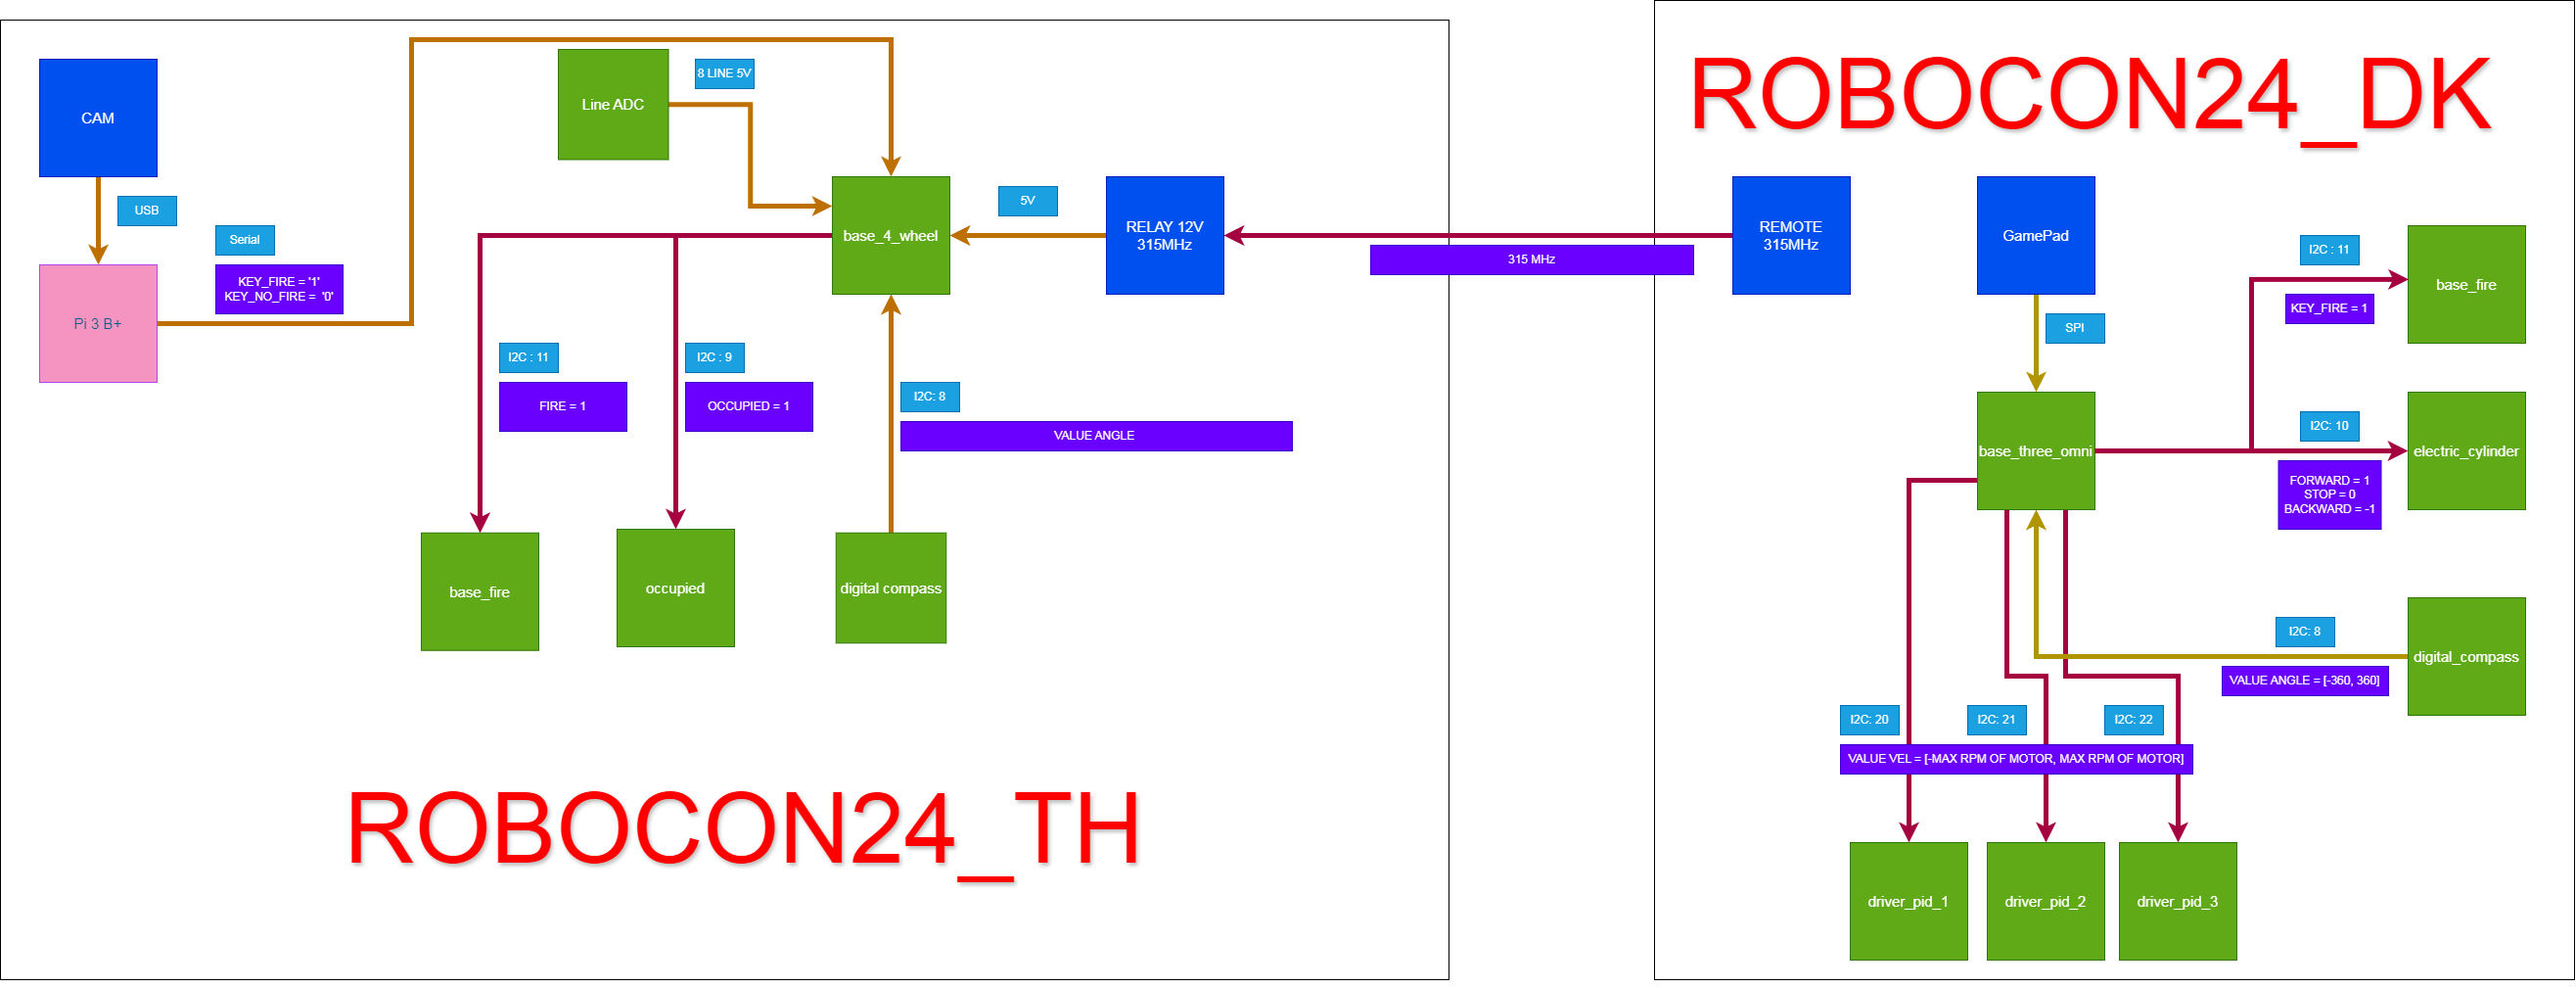 CAM
USB
Serial
KEY_FIRE = '1'
KEY_NO_FIRE = '0'
Pi 3 B+
Line ADC
8 LINE 5V
base_4_wheel
5V
RELAY 12V
315MHz
I2C : 11
FIRE = 1
I2C : 9
OCCUPIED = 1
I2C: 8
VALUE ANGLE
base_fire
occupied
digital compass
ROBOCON24_TH
315 MHz
ROBOCON24_DK
REMOTE
315MHz
GamePad
SPI
I2C : 11
KEY_FIRE = 1
base_fire
base_three_omni
I2C: 10
FORWARD = 1
STOP = 0
BACKWARD = -1
electric_cylinder
I2C: 8
VALUE ANGLE = [-360, 360]
digital_compass
I2C: 20
I2C: 21
I2C: 22
VALUE VEL = [-MAX RPM OF MOTOR, MAX RPM OF MOTOR]
driver_pid_1
driver_pid_2
driver_pid_3